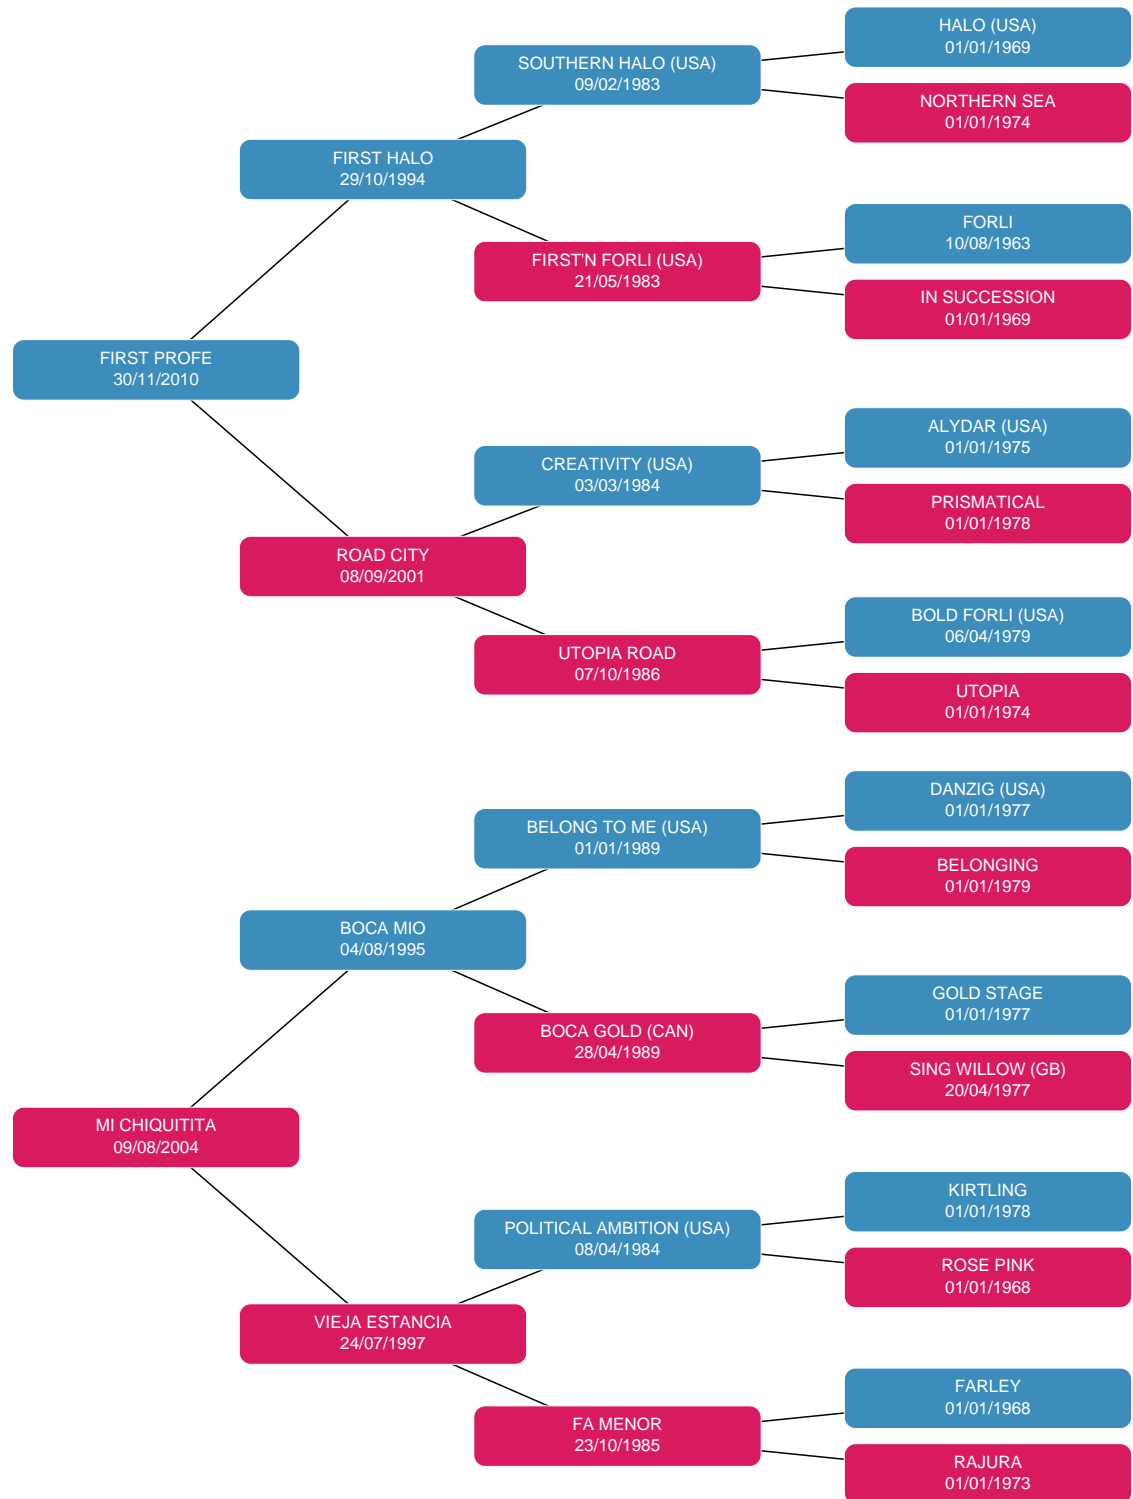 HALO (USA)
01/01/1969
SOUTHERN HALO (USA)
09/02/1983
NORTHERN SEA
01/01/1974
FIRST HALO
29/10/1994
FORLI
10/08/1963
FIRST'N FORLI (USA)
21/05/1983
IN SUCCESSION
01/01/1969
FIRST PROFE
30/11/2010
ALYDAR (USA)
01/01/1975
CREATIVITY (USA)
03/03/1984
PRISMATICAL
01/01/1978
ROAD CITY
08/09/2001
BOLD FORLI (USA)
06/04/1979
UTOPIA ROAD
07/10/1986
UTOPIA
01/01/1974
DANZIG (USA)
01/01/1977
BELONG TO ME (USA)
01/01/1989
BELONGING
01/01/1979
BOCA MIO
04/08/1995
GOLD STAGE
01/01/1977
BOCA GOLD (CAN)
28/04/1989
SING WILLOW (GB)
20/04/1977
MI CHIQUITITA
09/08/2004
KIRTLING
01/01/1978
POLITICAL AMBITION (USA)
08/04/1984
ROSE PINK
01/01/1968
VIEJA ESTANCIA
24/07/1997
FARLEY
01/01/1968
FA MENOR
23/10/1985
RAJURA
01/01/1973